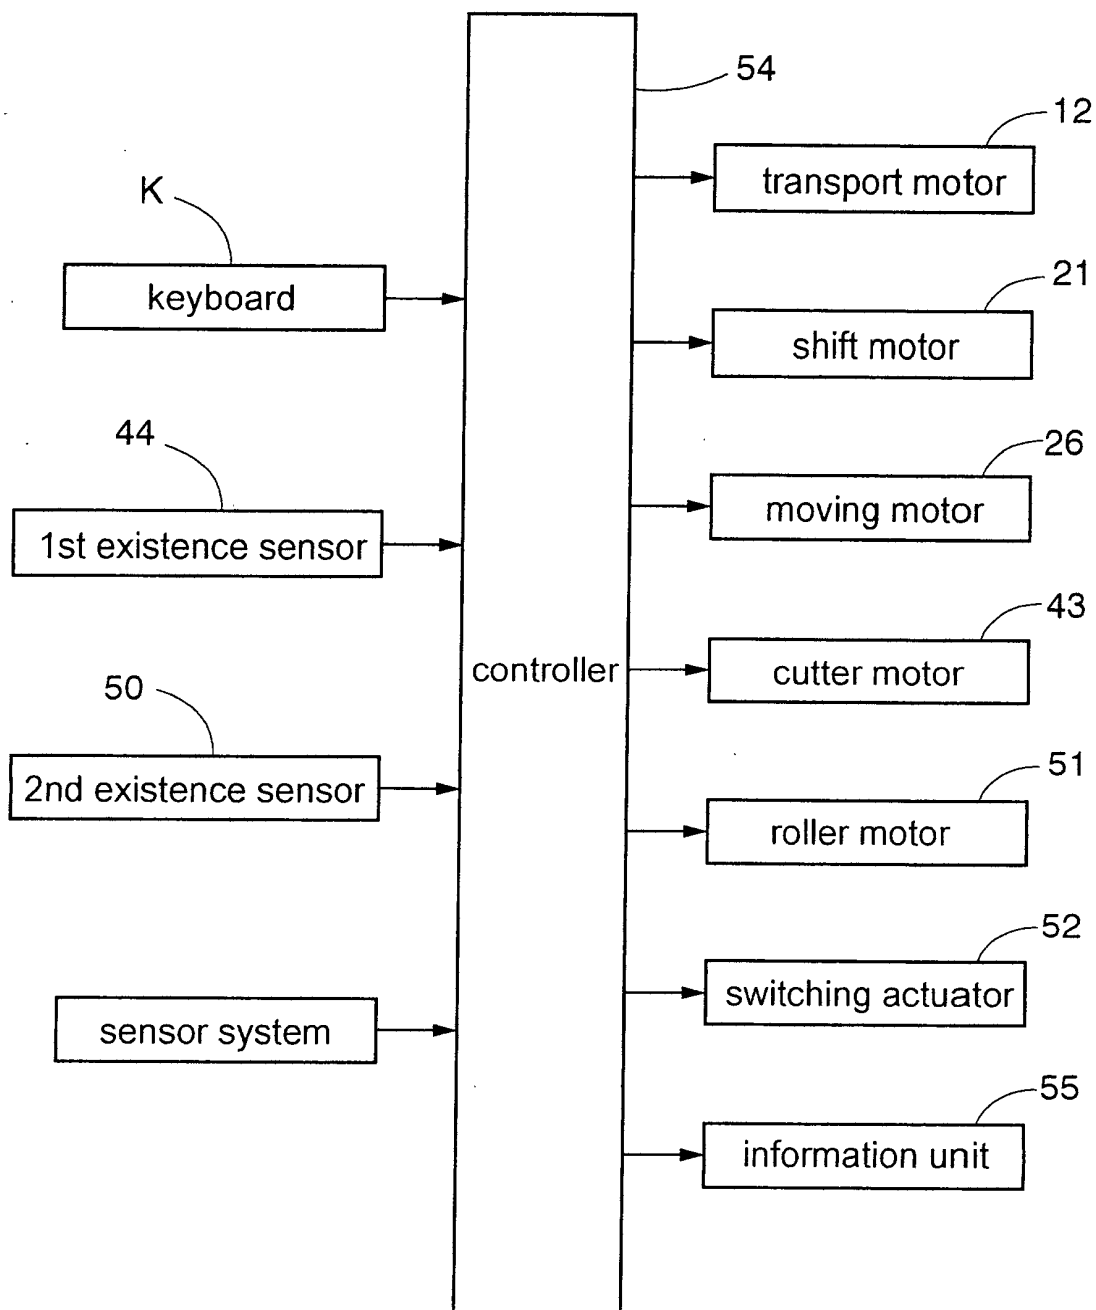 54
12
transport motor
K
keyboard
21
shift motor
44
1st existence sensor
26
moving motor
controller
43
cutter motor
50
2nd existence sensor
51
roller motor
52
switching actuator
sensor system
55
information unit